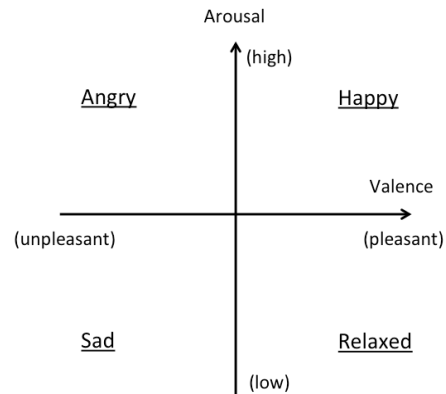 Arousal
(high)
Angry
Happy
Valence
(unpleasant)
(pleasant)
Sad
Relaxed
(low)